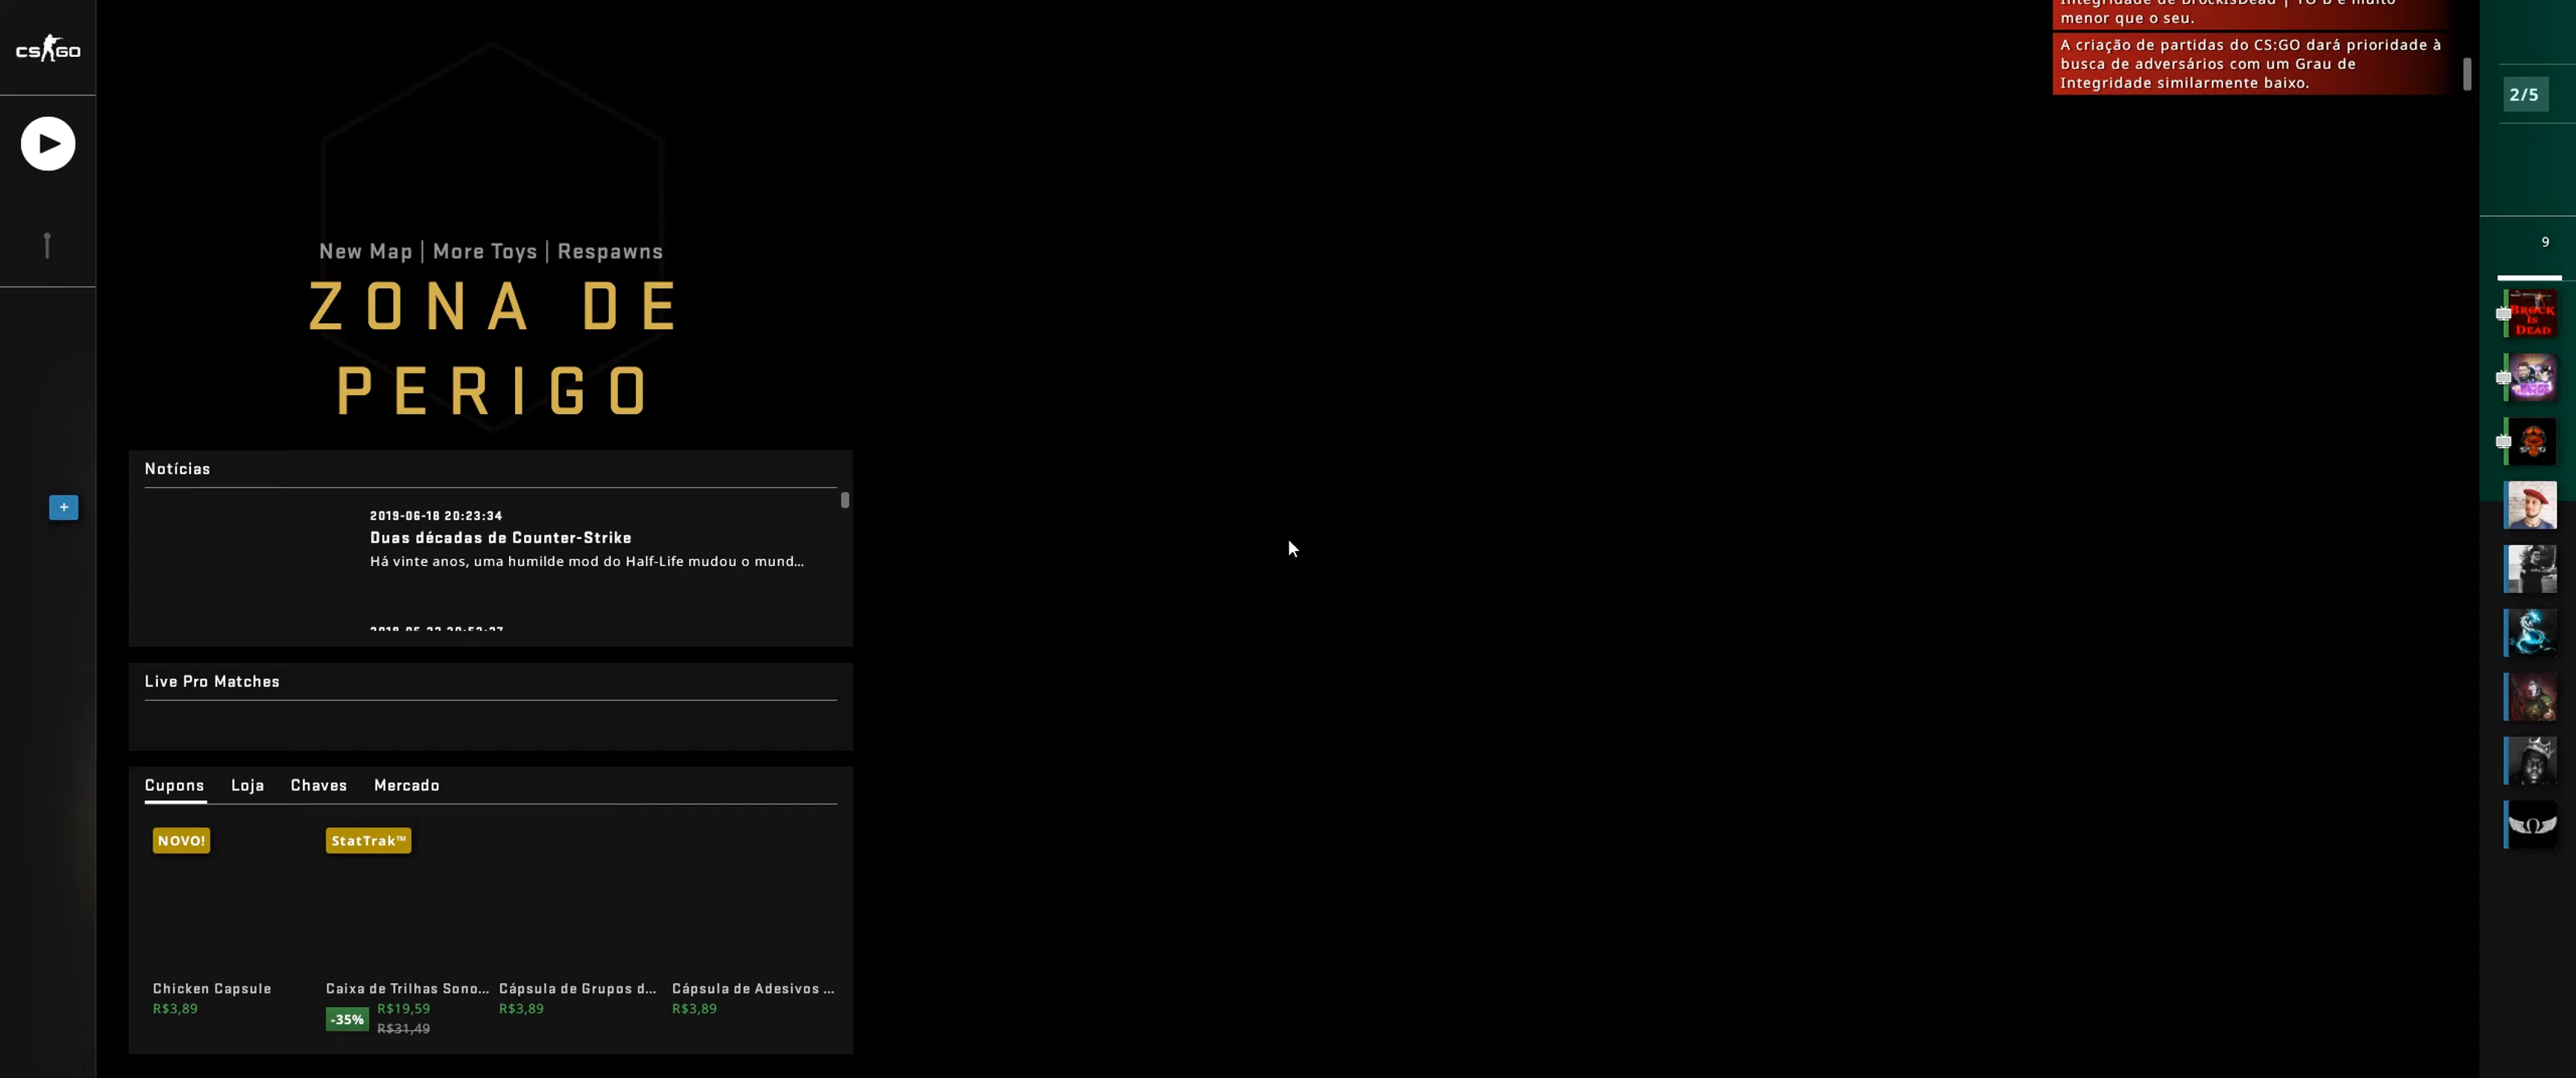 CS GO
menor que o seu.
A criação de partidas do CS:GO dará prioridade à
busca de adversários com um Grau de
Integridade similarmente baixo.
2/5
9
BROCK
IS
DEAD
New Map | More Toys | Respawns
ZONA DE
PERIGO
Notícias
2019-06-18 20:23:34
Duas décadas de Counter-Strike
Há vinte anos, uma humilde mod do Half-Life mudou o mund...
+
Live Pro Matches
Cupons Loja Chaves Mercado
NOVO!
StatTrak™
Chicken Capsule
R$3,89
Caixa de Trilhas Sono...
-35%
R$19,59
R$31,49
Cápsula de Grupos d...
R$3,89
Cápsula de Adesivos ...
R$3,89